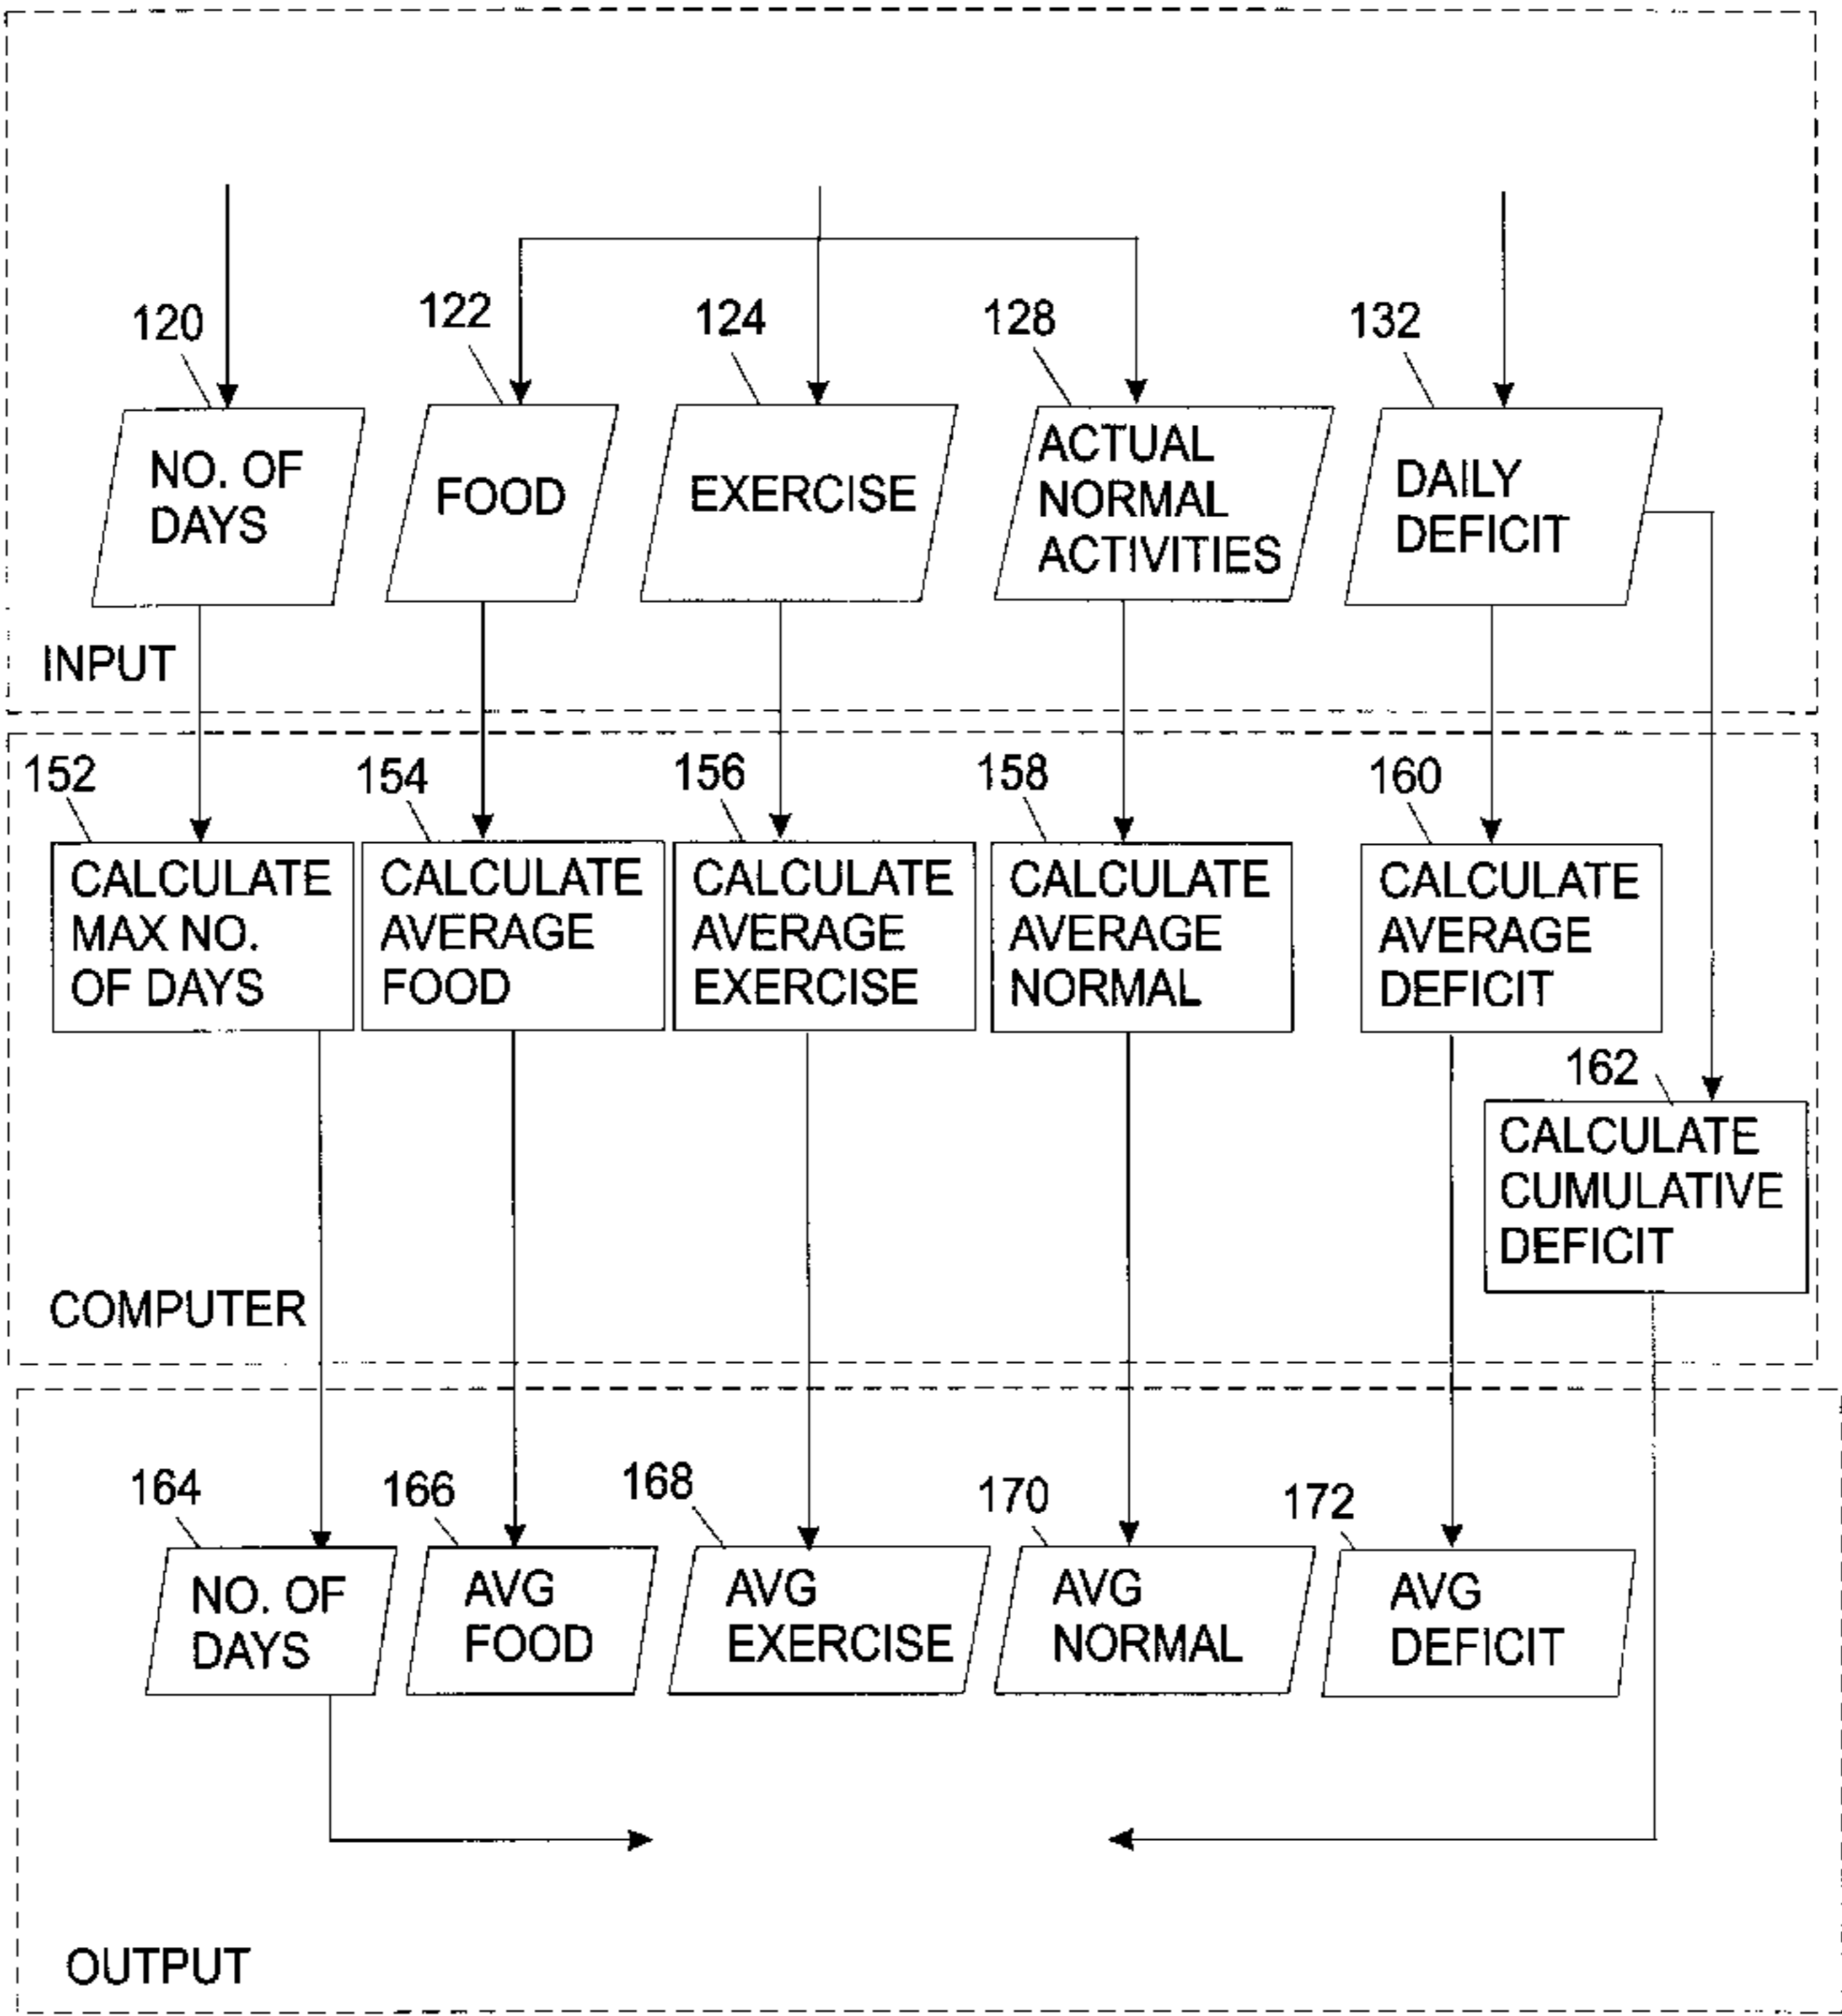 120
122
124
128
132
NO. OF
DAYS
FOOD
EXERCISE
ACTUAL
NORMAL
ACTIVITIES
DAILY
DEFICIT
INPUT
152
154
156
158
160
CALCULATE
MAX NO.
OF DAYS
CALCULATE
AVERAGE
FOOD
CALCULATE
AVERAGE
EXERCISE
CALCULATE
AVERAGE
NORMAL
CALCULATE
AVERAGE
DEFICIT
162
CALCULATE
CUMULATIVE
DEFICIT
COMPUTER
164
166
168
170
172
NO. OF
DAYS
AVG
FOOD
AVG
EXERCISE
AVG
NORMAL
AVG
DEFICIT
OUTPUT